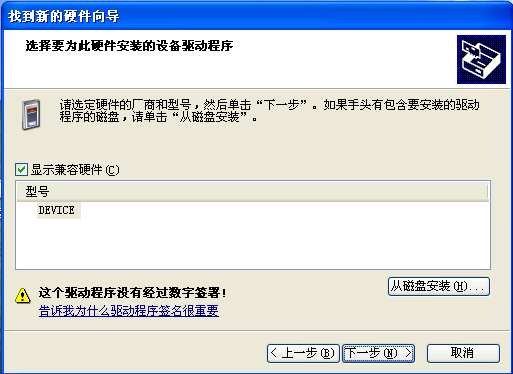 找到新的硬件向导
选择要为此硬件安装的设备驱动程序
请选定硬件的厂商和型号，然后单击“下一步”。如果手头有包含要安装的驱动
程序的磁盘，请单击“从磁盘安装”。
显示兼容硬件(C)
型号
DEVICE
这个驱动程序没有经过数字签署!
告诉我为什么驱动程序签名很重要
从磁盘安装(H)...
< 上一步(B)
下一步(N) >
取消